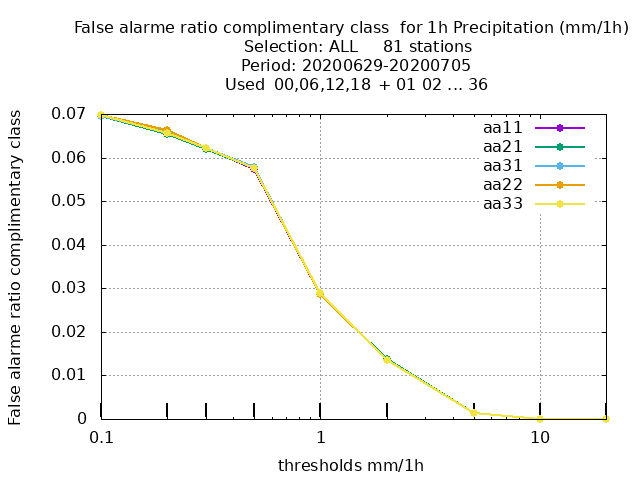 False alarme ratio complimentary class  for 1h Precipitation (mm/1h)
Selection: ALL     81 stations
Period: 20200629-20200705
Used  00,06,12,18 + 01 02 ... 36
False alarme ratio complimentary class
0.07
0.06
0.05
0.04
0.03
0.02
0.01
0
aa11
aa21
aa31
aa22
aa33
0.1
1
10
thresholds mm/1h